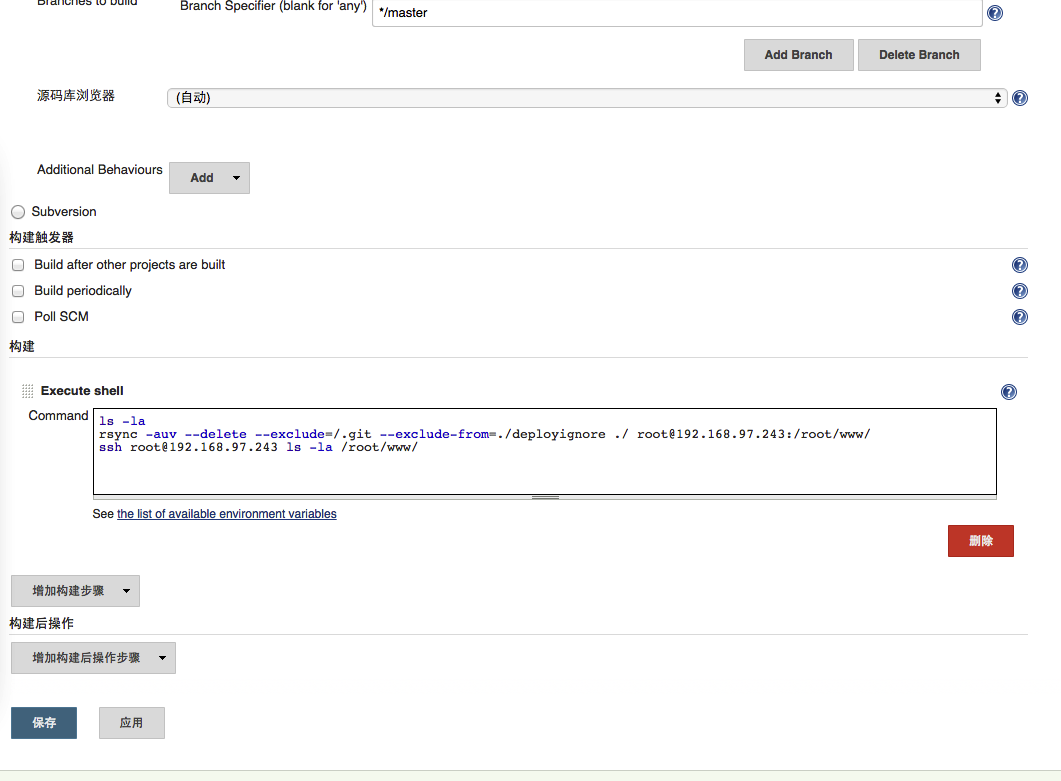 Branches to build
Branch Specifier (blank for 'any')
*/master
Add Branch
Delete Branch
源码库浏览器
(自动)
Additional Behaviours
Add
Subversion
构建触发器
Build after other projects are built
Build periodically
Poll SCM
构建
Execute shell
Command
ls -la
rsync -auv --delete --exclude=/.git --exclude-from=./deployignore ./ root@192.168.97.243:/root/www/
ssh root@192.168.97.243 ls -la /root/www/
See the list of available environment variables
删除
增加构建步骤
构建后操作
增加构建后操作步骤
保存
应用